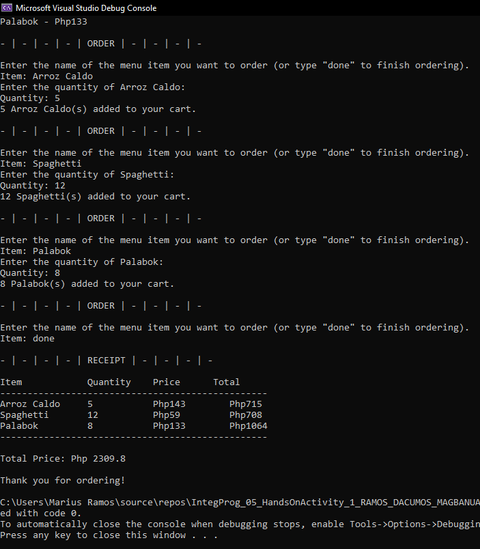 Microsoft Visual Studio Debug Console
Palabok - Php133
- | - | - | - | ORDER | - | - | - | -
Enter the name of the menu item you want to order (or type "done" to finish ordering).
Item: Arroz Caldo
Enter the quantity of Arroz Caldo:
Quantity: 5
5 Arroz Caldo(s) added to your cart.
- | - | - | - | ORDER | - | - | - | -
Enter the name of the menu item you want to order (or type "done" to finish ordering).
Item: Spaghetti
Enter the quantity of Spaghetti:
Quantity: 12
12 Spaghetti(s) added to your cart.
- | - | - | - | ORDER | - | - | - | -
Enter the name of the menu item you want to order (or type "done" to finish ordering).
Item: Palabok
Enter the quantity of Palabok:
Quantity: 8
8 Palabok(s) added to your cart.
- | - | - | - | ORDER | - | - | - | -
Enter the name of the menu item you want to order (or type "done" to finish ordering).
Item: done
- | - | - | - | RECEIPT | - | - | - | -
Item Quantity Price Total
-------------------------------------------------
Arroz Caldo 5 Php143 Php715
Spaghetti 12 Php59 Php708
Palabok 8 Php133 Php1064
-------------------------------------------------
Total Price: Php 2309.8
Thank you for ordering!
C:\Users\Marius Ramos\source\repos\IntegProg_05_HandsOnActivity_1_RAMOS_DACUMOS_MAGBANUA
ed with code 0.
To automatically close the console when debugging stops, enable Tools->Options->Debuggin
Press any key to close this window . . .